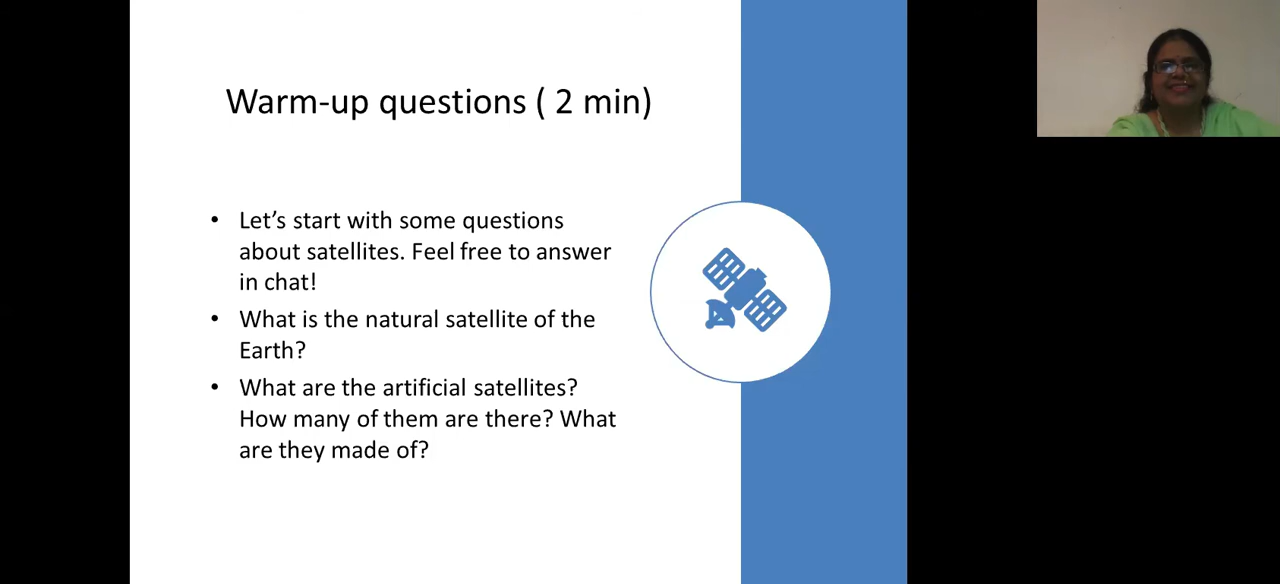 Warm-up questions ( 2 min)
• Let’s start with some questions
about satellites. Feel free to answer
in chat!
• What is the natural satellite of the
Earth?
• What are the artificial satellites?
How many of them are there? What
are they made of?